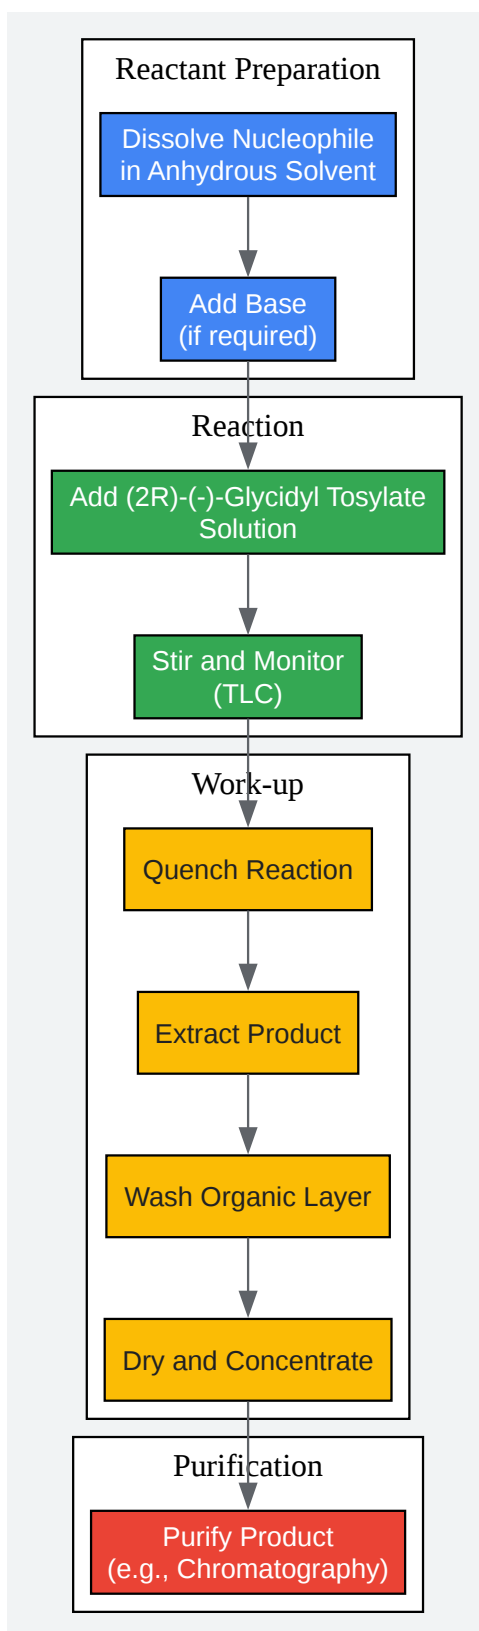 Reactant Preparation
Dissolve Nucleophile
in Anhydrous Solvent
Add Base
(if required)
Reaction
Add (2R)-(-)-Glycidyl Tosylate
Solution
Stir and Monitor
(TLC)
Work-up
Quench Reaction
Extract Product
Wash Organic Layer
Dry and Concentrate
Purification
Purify Product
(e.g., Chromatography)